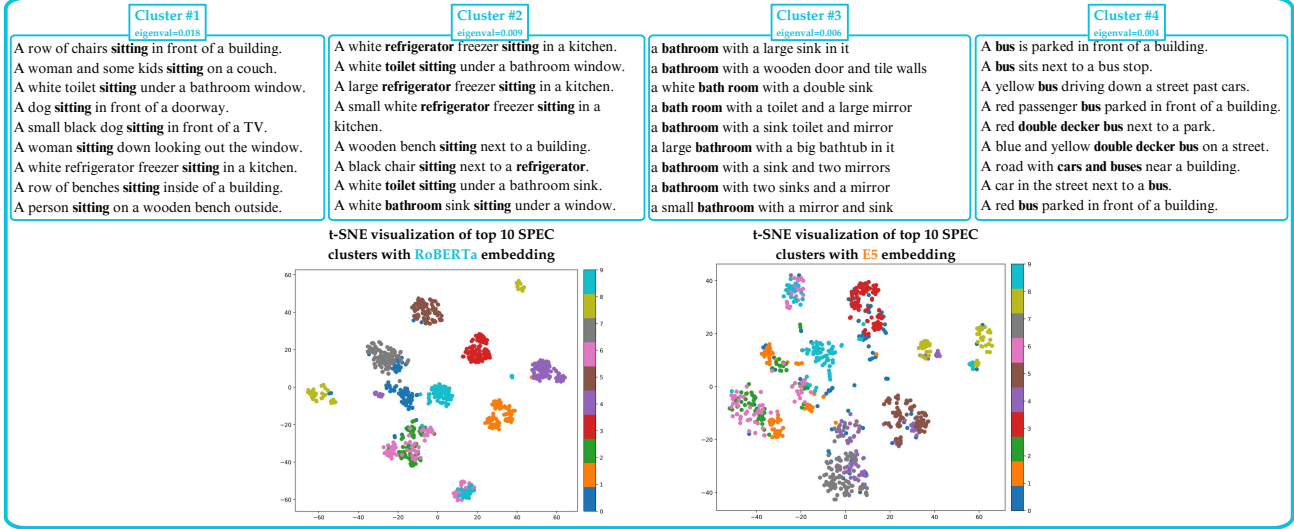 Cluster #1
eigenval=0.018
A row of chairs sitting in front of a building.
A woman and some kids sitting on a couch.
A white toilet sitting under a bathroom window.
A dog sitting in front of a doorway.
A small black dog sitting in front of a TV.
A woman sitting down looking out the window.
A white refrigerator freezer sitting in a kitchen.
A row of benches sitting inside of a building.
A person sitting on a wooden bench outside.
Cluster #2
eigenval=0.009
A white refrigerator freezer sitting in a kitchen.
A white toilet sitting under a bathroom window.
A large refrigerator freezer sitting in a kitchen.
A small white refrigerator freezer sitting in a
kitchen.
A wooden bench sitting next to a building.
A black chair sitting next to a refrigerator.
A white toilet sitting under a bathroom sink.
A white bathroom sink sitting under a window.
Cluster #3
eigenval=0.006
a bathroom with a large sink in it
a bathroom with a wooden door and tile walls
a white bath room with a double sink
a bath room with a toilet and a large mirror
a bathroom with a sink toilet and mirror
a large bathroom with a big bathtub in it
a bathroom with a sink and two mirrors
a bathroom with two sinks and a mirror
a small bathroom with a mirror and sink
Cluster #4
eigenval=0.004
A bus is parked in front of a building.
A bus sits next to a bus stop.
A yellow bus driving down a street past cars.
A red passenger bus parked in front of a building.
A red double decker bus next to a park.
A blue and yellow double decker bus on a street.
A road with cars and buses near a building.
A car in the street next to a bus.
A red bus parked in front of a building.
t-SNE visualization of top 10 SPEC
clusters with RoBERTa embedding
60
40
20
0
−20
−40
−60
−60 −40 −20 0 20 40 60
9
8
7
6
5
4
3
2
1
0
t-SNE visualization of top 10 SPEC
clusters with E5 embedding
40
20
0
−20
−40
−40 −20 0 20 40 60
9
8
7
6
5
4
3
2
1
0